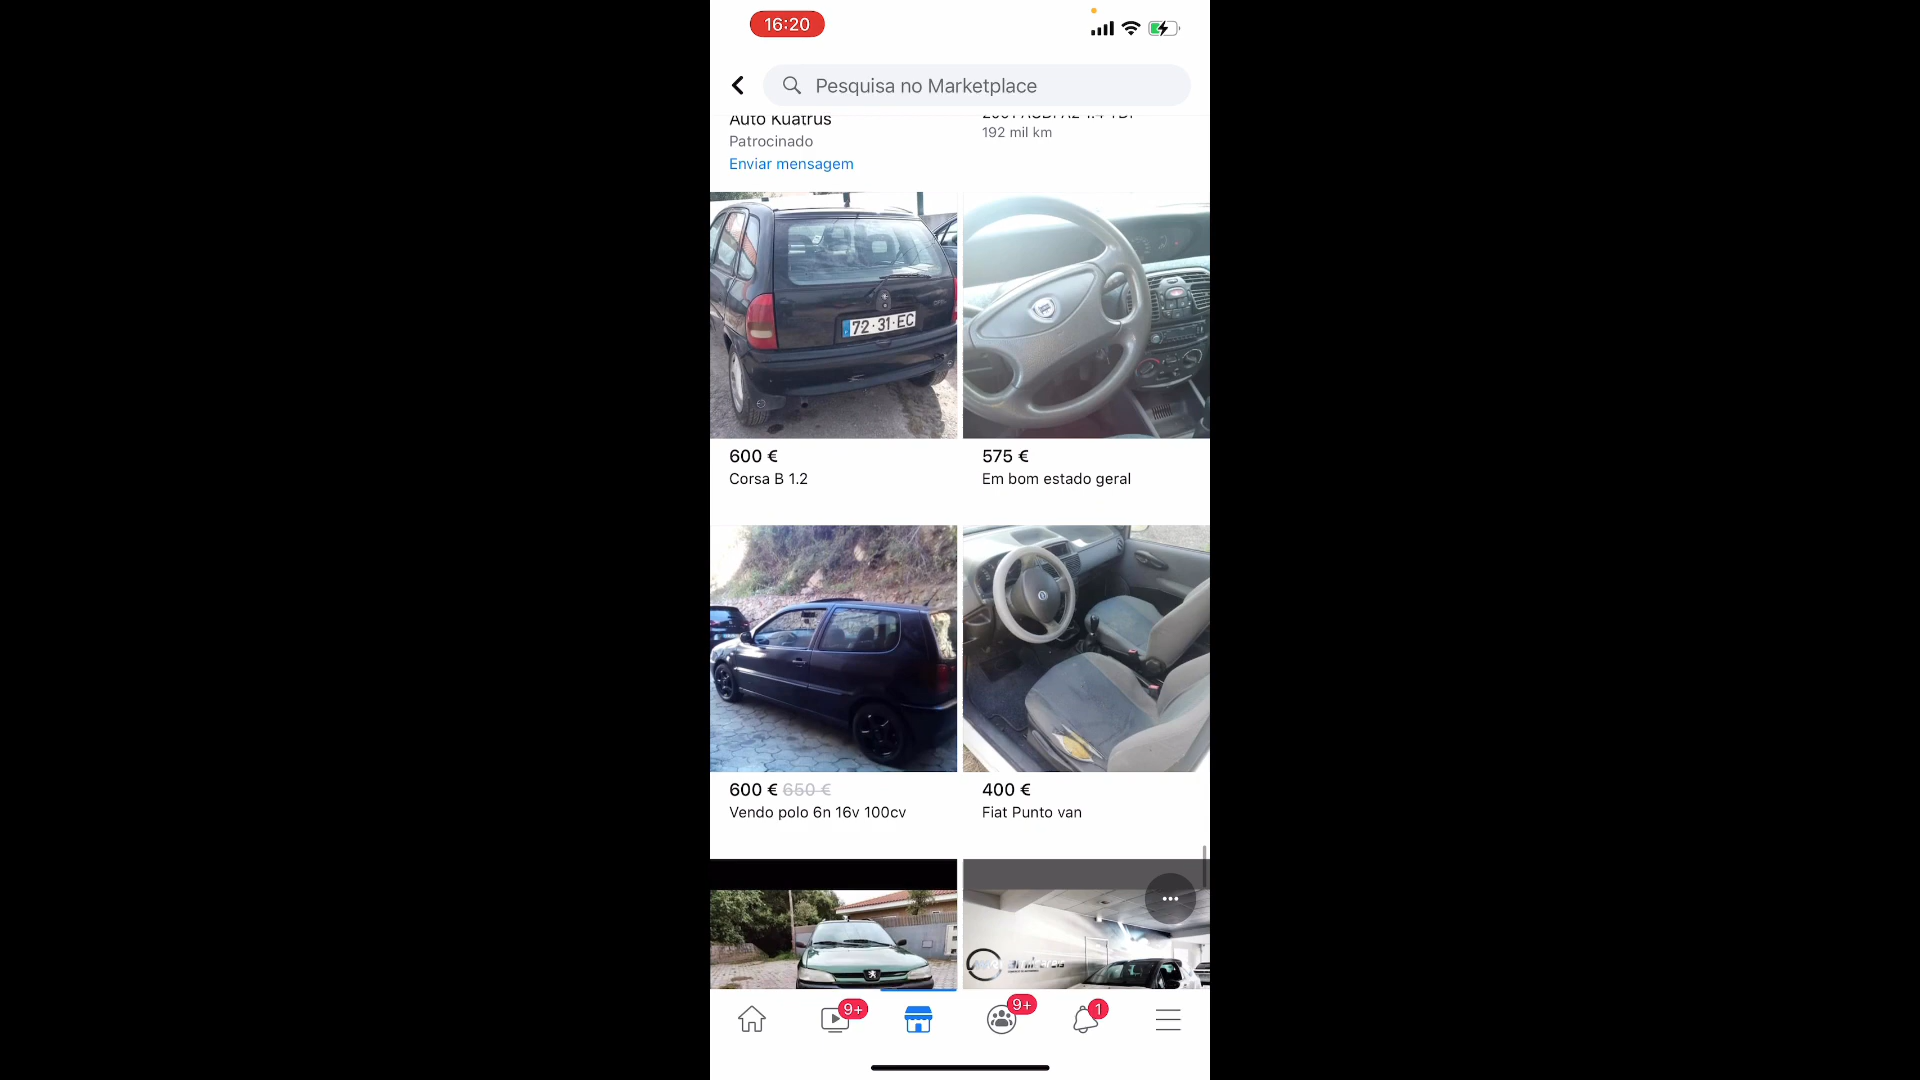 16:20
Pesquisa no Marketplace
Auto Kuatrus
Patrocinado
Enviar mensagem
192 mil km
72-31-EC
600 €
Corsa B 1.2
575 €
Em bom estado geral
600 € 650 €
Vendo polo 6n 16v 100cv
400 €
Fiat Punto van
9+
9+
1